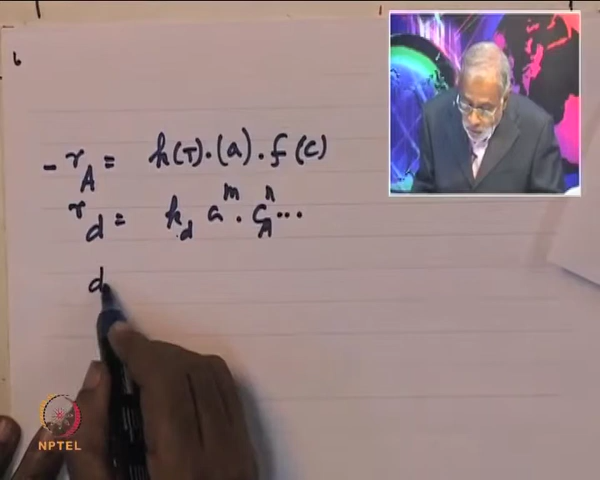 6
- r_A = k(T) · (a) · f(C)
r_d = k_d a^m · C_A^n ...
d
NPTEL